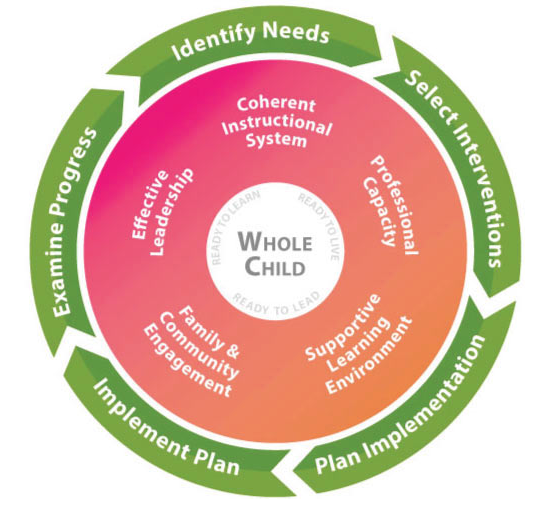 Identify Needs
Select Interventions
Plan Implementation
Implement Plan
Examine Progress
Coherent
Instructional
System
Professional
Capacity
Supportive
Learning
Environment
Family &
Community
Engagement
Effective
Leadership
READY TO LEARN
READY TO LIVE
READY TO LEAD
WHOLE
CHILD